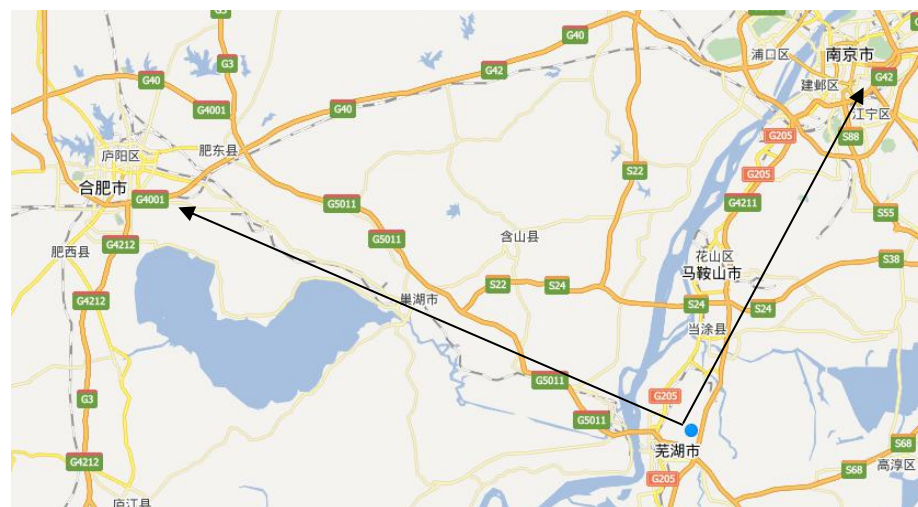 G3
G40
浦口区
南京市
G40
G3
G42
G42
建邺区
G4001
G40
江宁区
G205
S88
庐阳区
肥东县
S22
G205
合肥市
G4001
G5011
G4211
S55
G4212
肥西县
G5011
含山县
花山区
马鞍山市
S38
S22
S24
G4212
巢湖市
S24
S24
当涂县
G5011
G3
G205
G5011
芜湖市
S68
G4212
S68
高淳区
G205
庐江县